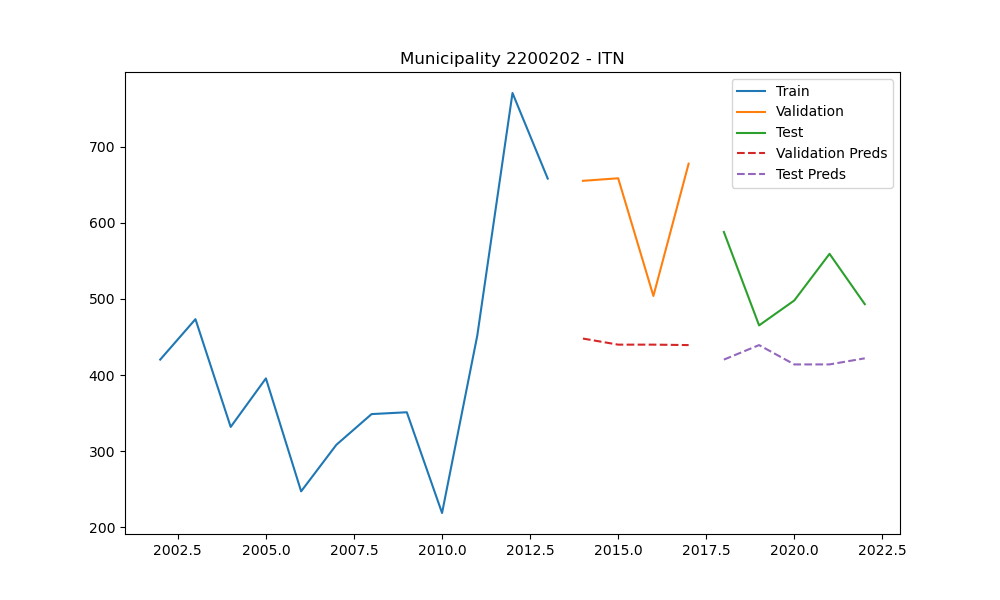 Municipality 2200202 - ITN
Train
Validation
Test
Validation Preds
Test Preds
700
600
500
400
300
200
2002.5 2005.0 2007.5 2010.0 2012.5 2015.0 2017.5 2020.0 2022.5